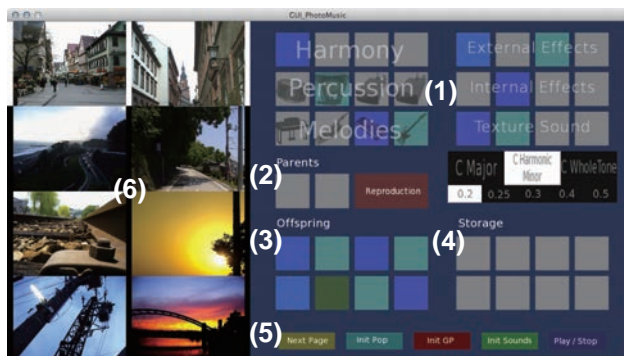 GUI_PhotoMusic
Harmony
Percussion
Melodies
(1)
External Effects
Internal Effects
Texture Sound
C Major
C Harmonic
Minor
C WholeTone
0.2 0.25 0.3 0.4 0.5
(2)
Parents
Reproduction
(3)
Offspring
(4)
Storage
(5)
Next Page
Init Pop
Init GP
Init Sounds
Play / Stop
(6)